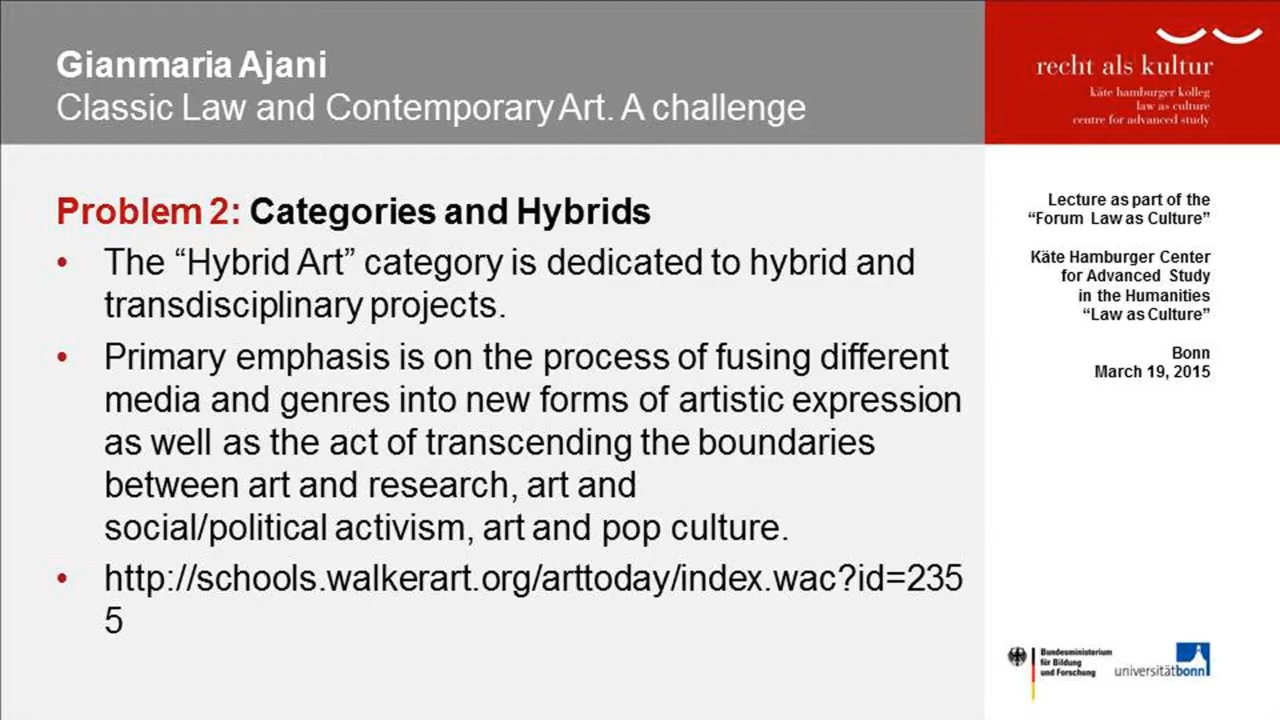 Gianmaria Ajani
Classic Law and Contemporary Art. A challenge
recht als kultur
käte hamburger kolleg
law as culture
centre for advanced study
Problem 2: Categories and Hybrids
• The “Hybrid Art” category is dedicated to hybrid and
transdisciplinary projects.
• Primary emphasis is on the process of fusing different
media and genres into new forms of artistic expression
as well as the act of transcending the boundaries
between art and research, art and
social/political activism, art and pop culture.
• http://schools.walkerart.org/arttoday/index.wac?id=235
5
Lecture as part of the
“Forum Law as Culture”
Käte Hamburger Center
for Advanced Study
in the Humanities
“Law as Culture”
Bonn
March 19, 2015
Bundesministerium
für Bildung
und Forschung
universitätbonn